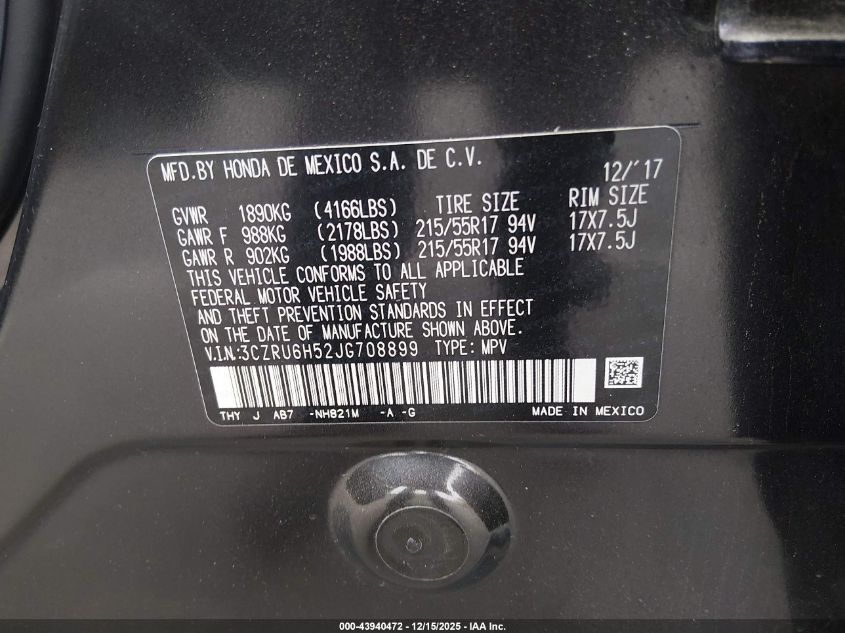 MFD.BY HONDA DE MEXICO S.A. DE C.V. 12/'17
GVWR 1890KG (4166LBS) TIRE SIZE RIM SIZE
GAWR F 988KG (2178LBS) 215/55R17 94V 17X7.5J
GAWR R 902KG (1988LBS) 215/55R17 94V 17X7.5J
THIS VEHICLE CONFORMS TO ALL APPLICABLE
FEDERAL MOTOR VEHICLE SAFETY
AND THEFT PREVENTION STANDARDS IN EFFECT
ON THE DATE OF MANUFACTURE SHOWN ABOVE.
V.I.N:3CZRU6H52JG708899 TYPE: MPV
THY J AB7 -NH821M -A -G MADE IN MEXICO
000-43940472 - 12/15/2025 - IAA Inc.